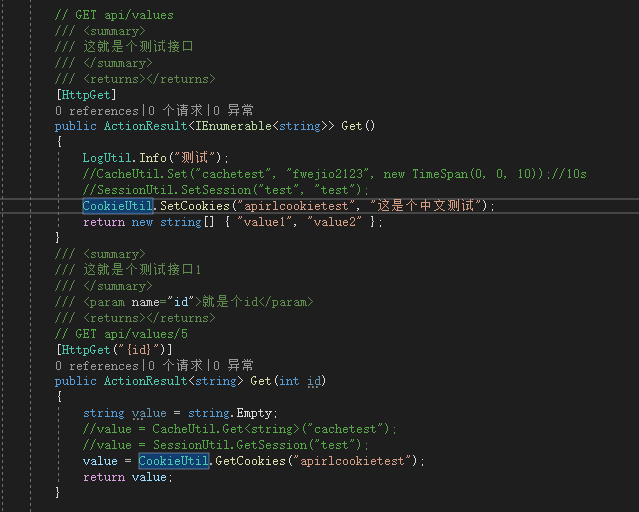 // GET api/values
/// <summary>
/// 这就是个测试接口
/// </summary>
/// <returns></returns>
[HttpGet]
0 references|0 个请求|0 异常
public ActionResult<IEnumerable<string>> Get()
{
LogUtil.Info("测试");
//CacheUtil.Set("cachetest", "fwejio2123", new TimeSpan(0, 0, 10));//10s
//SessionUtil.SetSession("test", "test");
CookieUtil.SetCookies("apirlcookietest", "这是个中文测试");
return new string[] { "value1", "value2" };
}
/// <summary>
/// 这就是个测试接口1
/// </summary>
/// <param name="id">就是个id</param>
/// <returns></returns>
// GET api/values/5
[HttpGet("{id}")]
0 references|0 个请求|0 异常
public ActionResult<string> Get(int id)
{
string value = string.Empty;
//value = CacheUtil.Get<string>("cachetest");
//value = SessionUtil.GetSession("test");
value = CookieUtil.GetCookies("apirlcookietest");
return value;
}